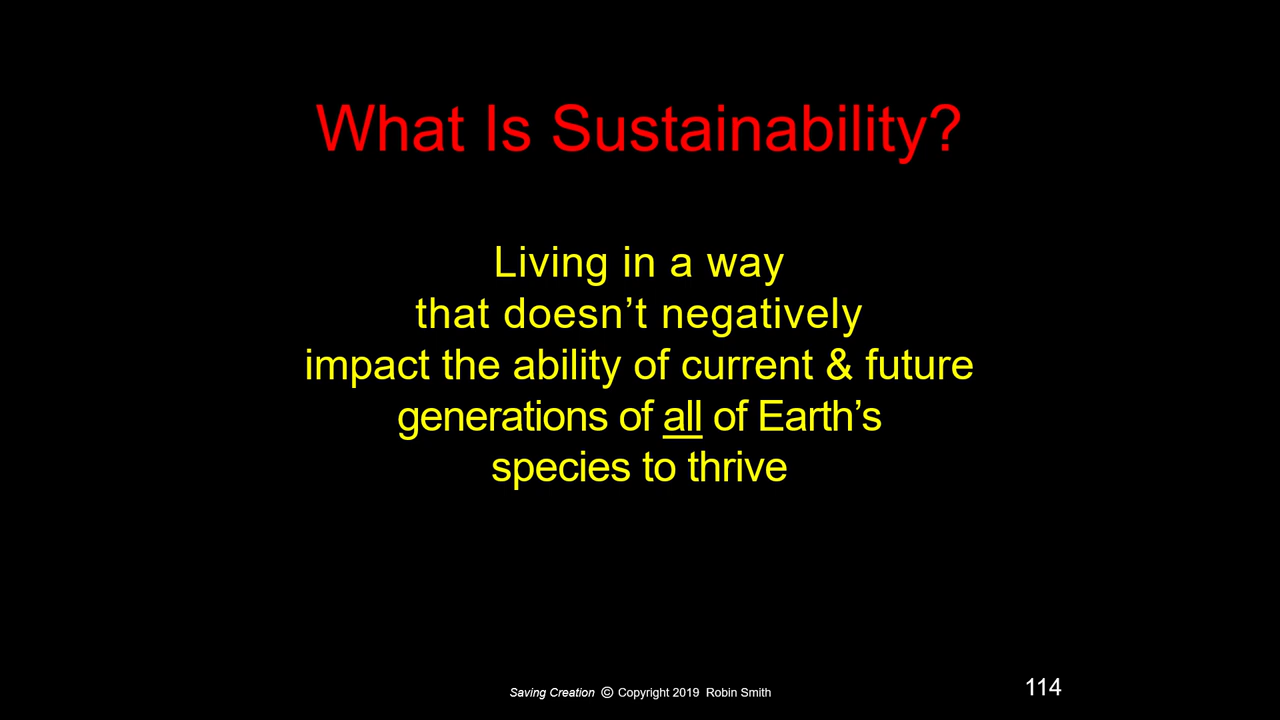 What Is Sustainability?
Living in a way
that doesn’t negatively
impact the ability of current & future
generations of all of Earth’s
species to thrive
Saving Creation © Copyright 2019 Robin Smith
114